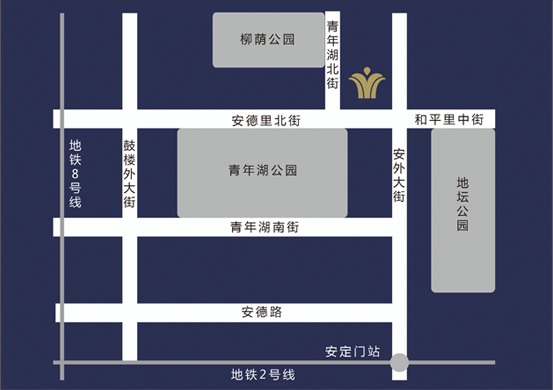 柳荫公园
青年湖北街
安德里北街
和平里中街
地铁8号线
鼓楼外大街
青年湖公园
安外大街
地坛公园
青年湖南街
安德路
安定门站
地铁2号线